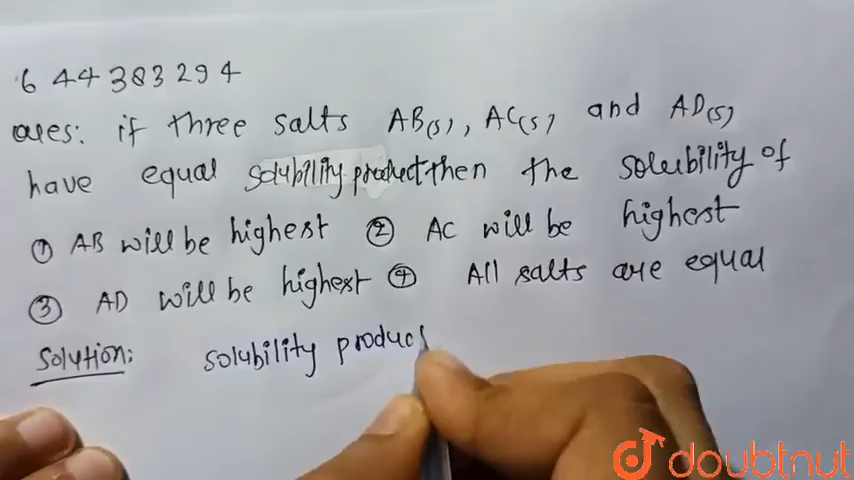 644383294
Ques: if three salts AB(s), AC(s), and AD(s)
have equal solubility product then the solubility of
① AB will be highest ② AC will be highest
③ AD will be highest ④ All salts are equal
Solution: solubility product
doubtnut